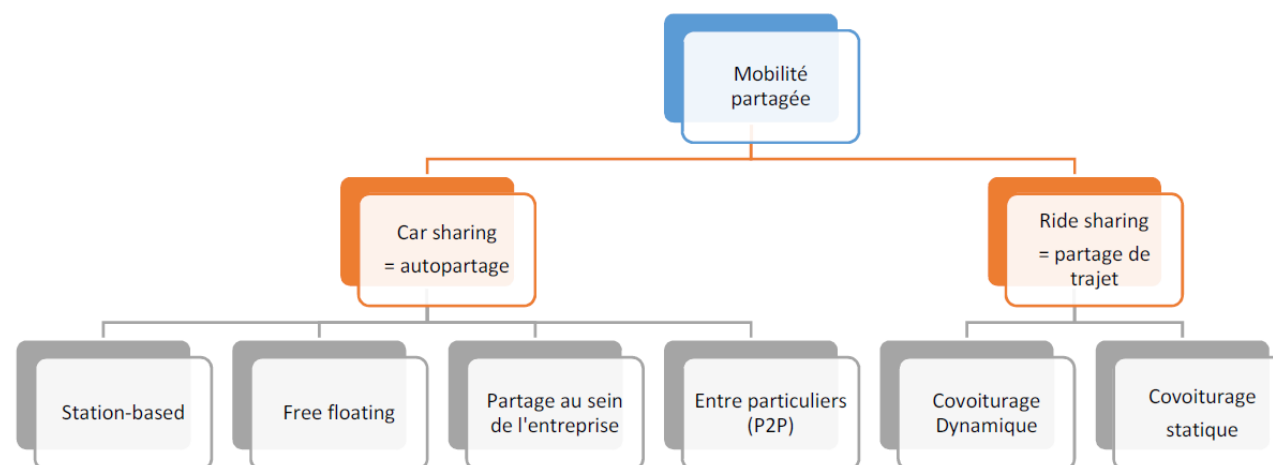 Mobilité
partagée
Car sharing
= autopartage
Ride sharing
= partage de
trajet
Station-based
Free floating
Partage au sein
de l'entreprise
Entre particuliers
(P2P)
Covoiturage
Dynamique
Covoiturage
statique